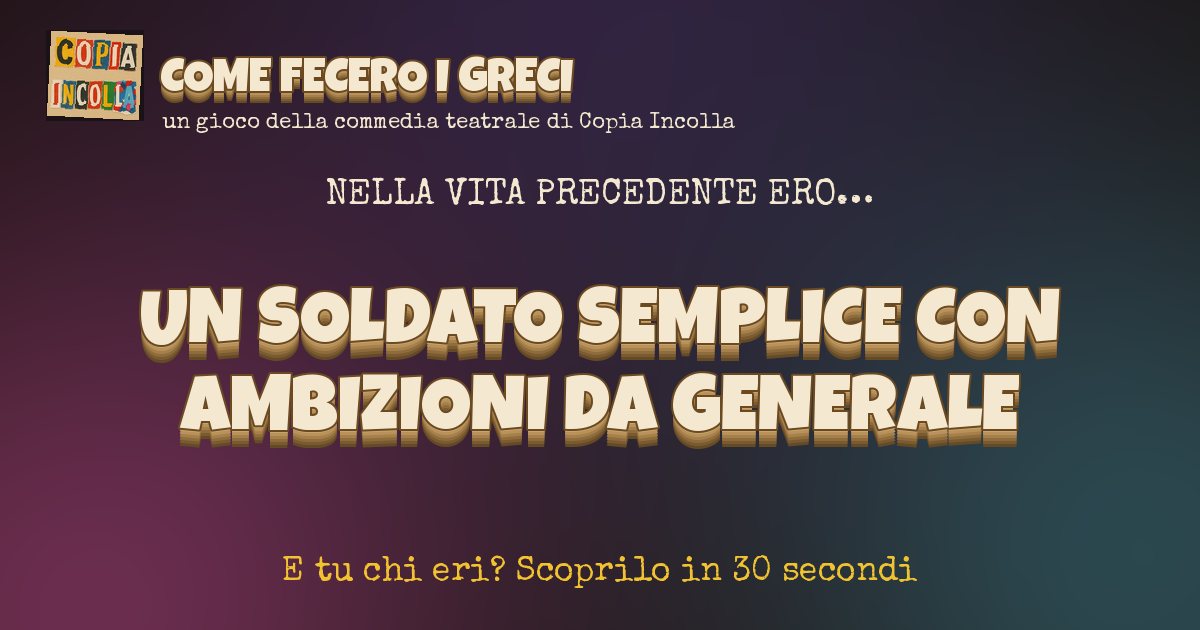 COPIA
INCOLLA
COME FECERO I GRECI
un gioco della commedia teatrale di Copia Incolla
NELLA VITA PRECEDENTE ERO...
UN SOLDATO SEMPLICE CON
AMBIZIONI DA GENERALE
E tu chi eri? Scoprilo in 30 secondi